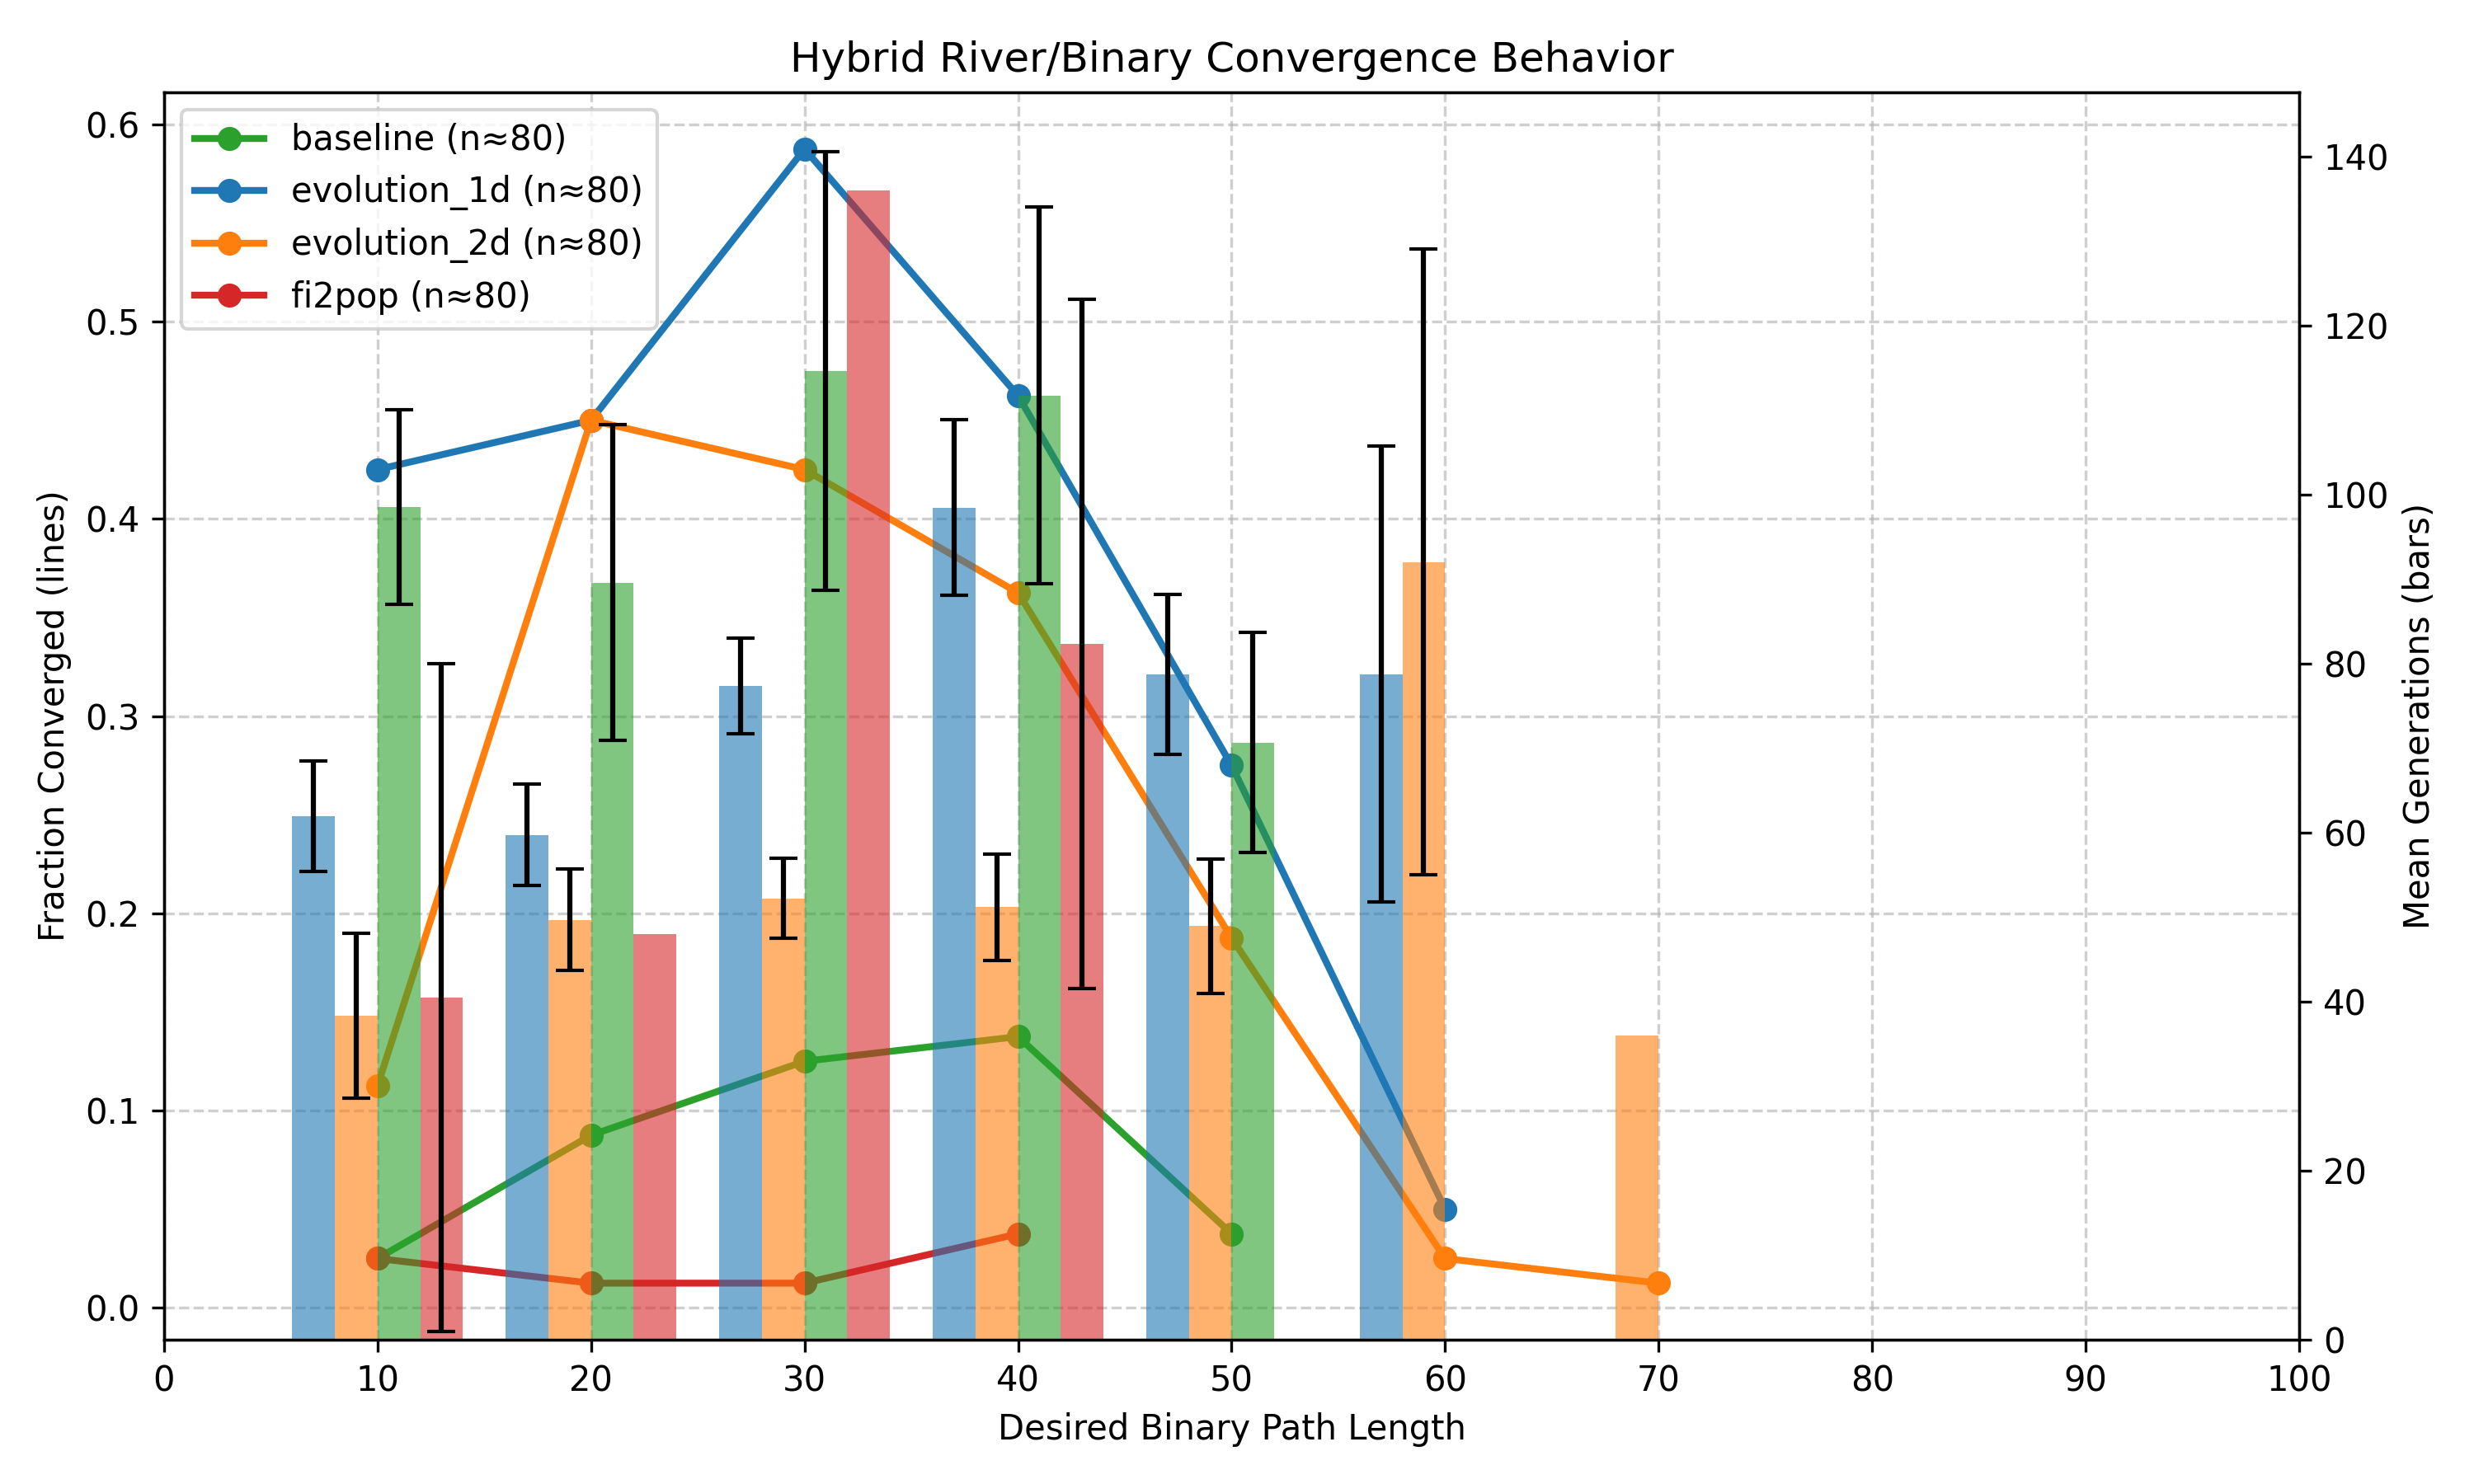 Hybrid River/Binary Convergence Behavior
baseline (n≈80)
evolution_1d (n≈80)
evolution_2d (n≈80)
fi2pop (n≈80)
Fraction Converged (lines)
0.6
0.5
0.4
0.3
0.2
0.1
0.0
Mean Generations (bars)
140
120
100
80
60
40
20
0
0 10 20 30 40 50 60 70 80 90 100
Desired Binary Path Length